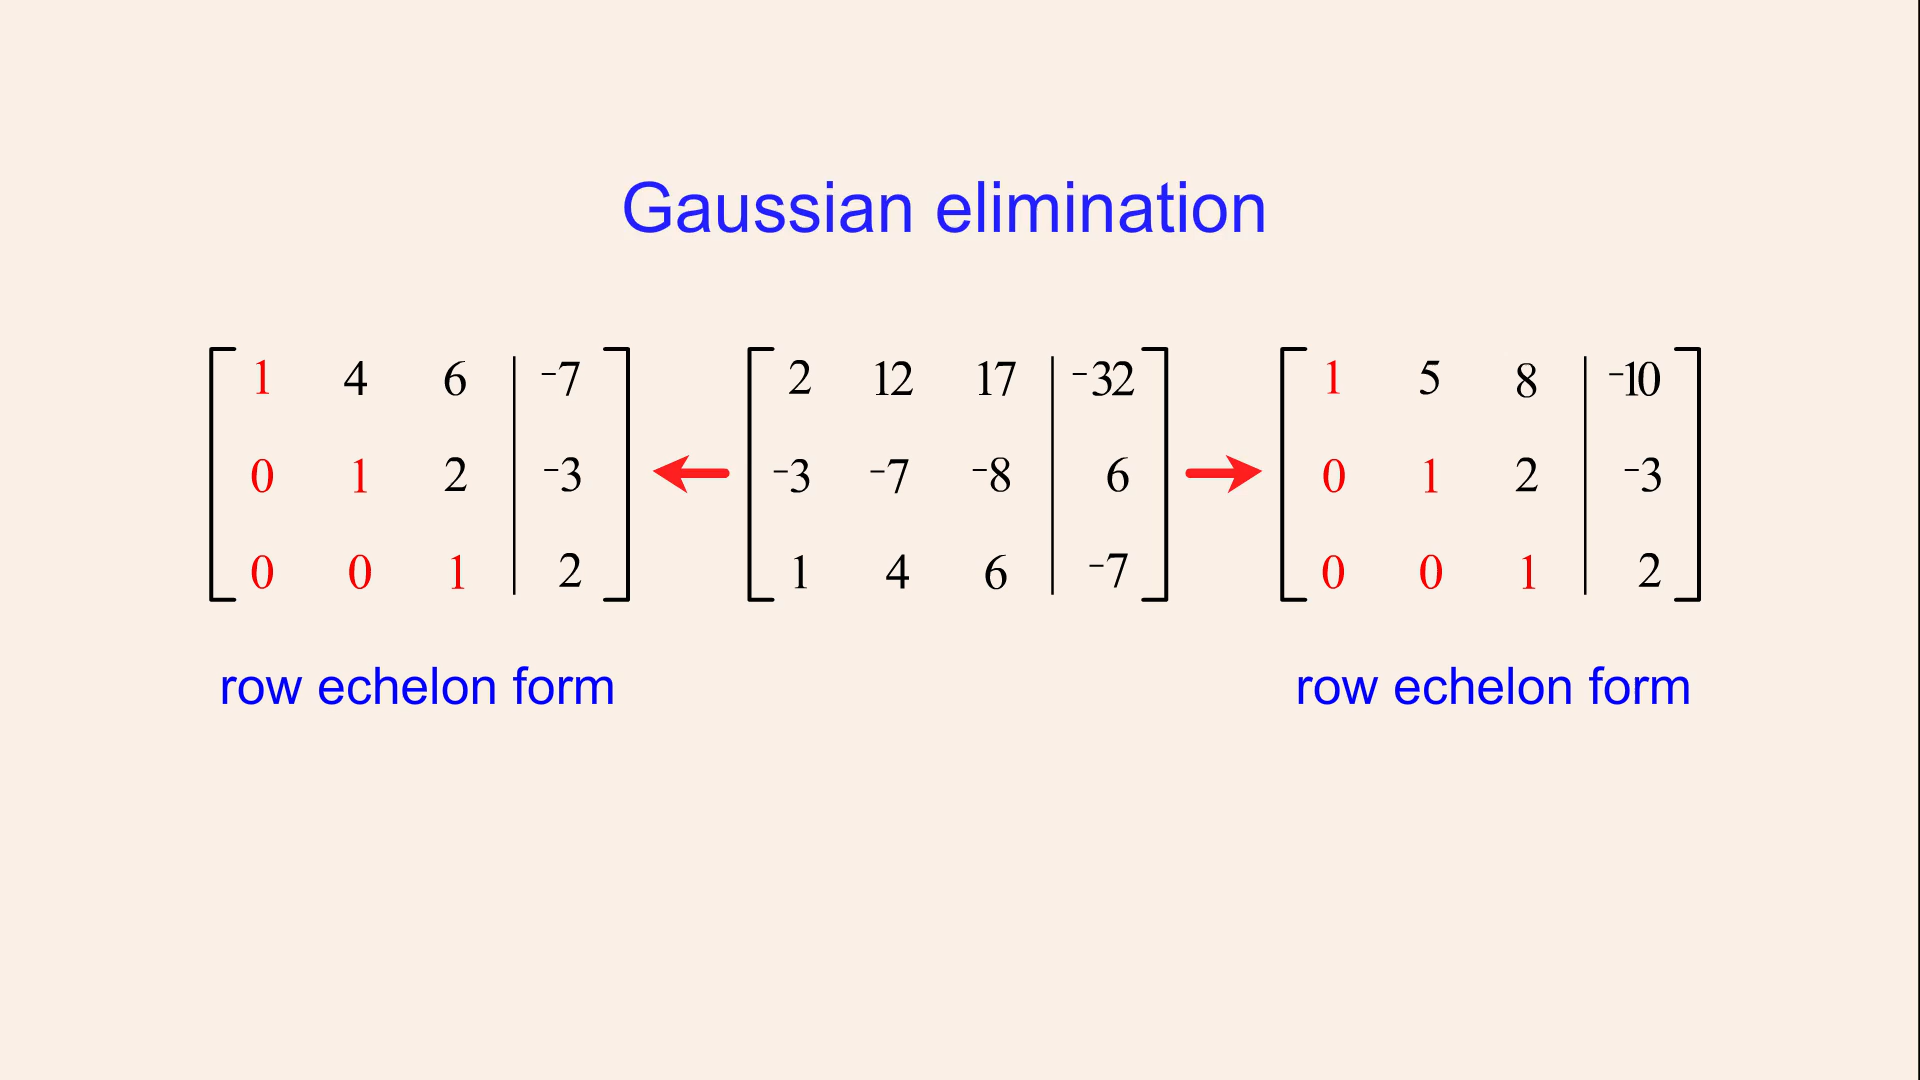 Gaussian elimination
1 4 6 -7 2 12 17 -32 1 5 8 -10
0 1 2 -3 -3 -7 -8 6 0 1 2 -3
0 0 1 2 1 4 6 -7 0 0 1 2
row echelon form row echelon form